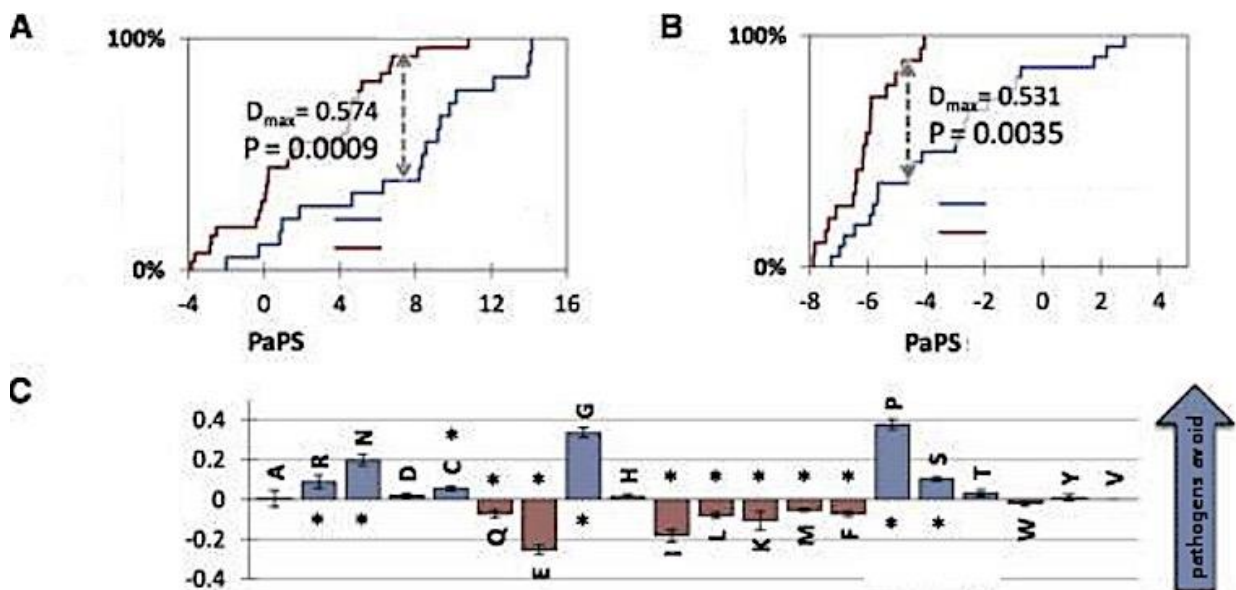 A
B
100%
D_max = 0.574
P = 0.0009
0%
-4 0 4 8 12 16
PaPS
100%
D_max = 0.531
P = 0.0035
0%
-8 -6 -4 -2 0 2 4
PaPS
C
0.4
0.2
0
-0.2
-0.4
A R N D C Q E G H I L K M F P S T W Y V
* * * * * * * * * * * * *
pathogens avoid